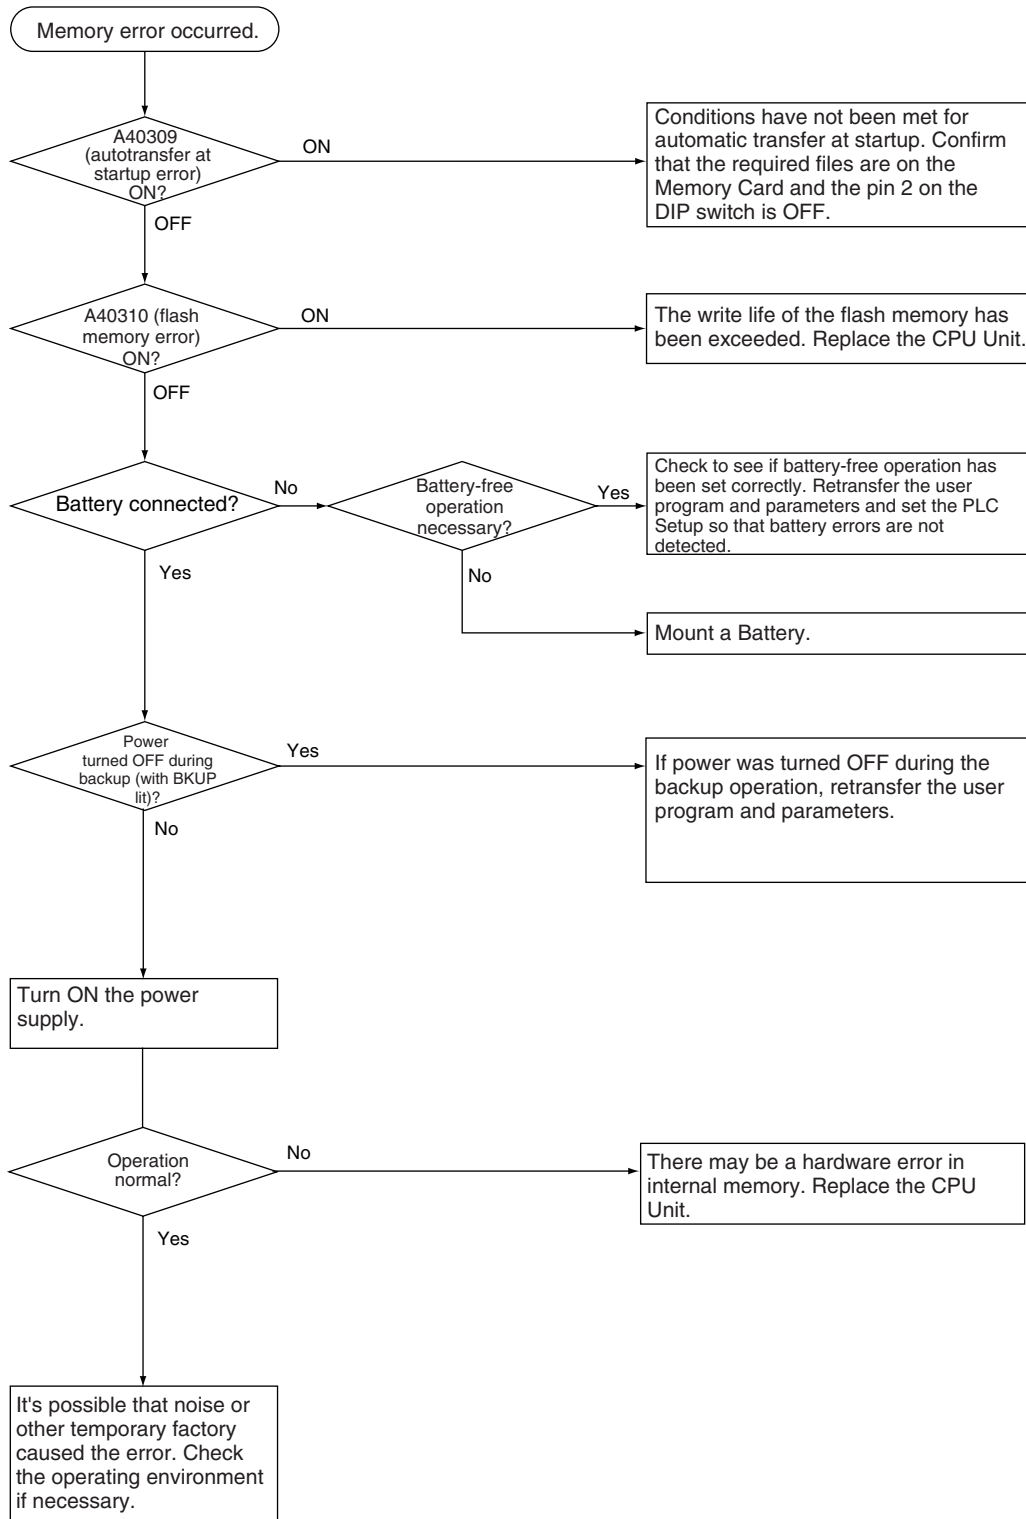 Memory error occurred.
A40309
(autotransfer at
startup error)
ON?
ON
Conditions have not been met for
automatic transfer at startup. Confirm
that the required files are on the
Memory Card and the pin 2 on the
DIP switch is OFF.
OFF
A40310 (flash
memory error)
ON?
ON
The write life of the flash memory has
been exceeded. Replace the CPU Unit.
OFF
Battery connected?
No
Battery-free
operation
necessary?
Yes
Check to see if battery-free operation has
been set correctly. Retransfer the user
program and parameters and set the PLC
Setup so that battery errors are not
detected.
Yes
No
Mount a Battery.
Power
turned OFF during
backup (with BKUP
lit)?
Yes
If power was turned OFF during the
backup operation, retransfer the user
program and parameters.
No
Turn ON the power
supply.
Operation
normal?
No
There may be a hardware error in
internal memory. Replace the CPU
Unit.
Yes
It's possible that noise or
other temporary factory
caused the error. Check
the operating environment
if necessary.